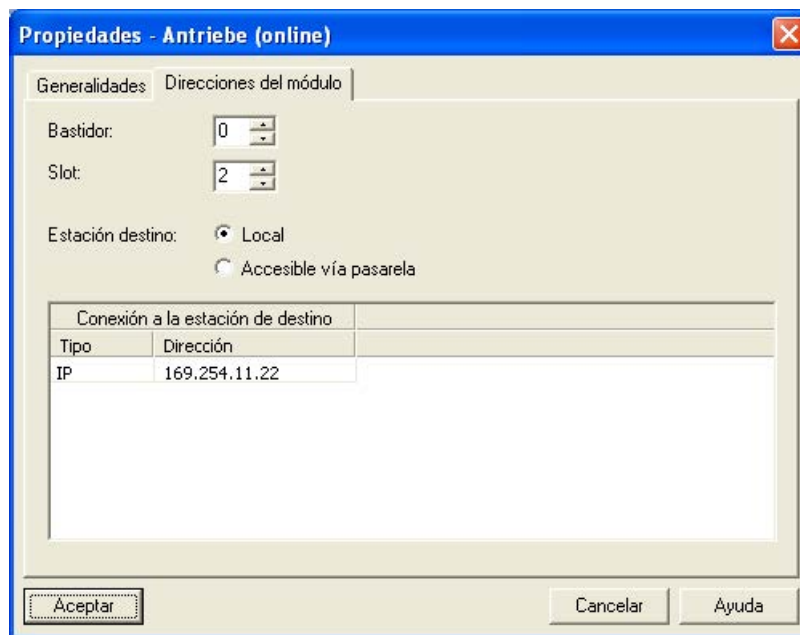 Propiedades - Antriebe (online)
Generalidades Direcciones del módulo
Bastidor: 0
Slot: 2
Estación destino: Local
Accesible vía pasarela
Conexión a la estación de destino
Tipo Dirección
IP 169.254.11.22
Aceptar Cancelar Ayuda